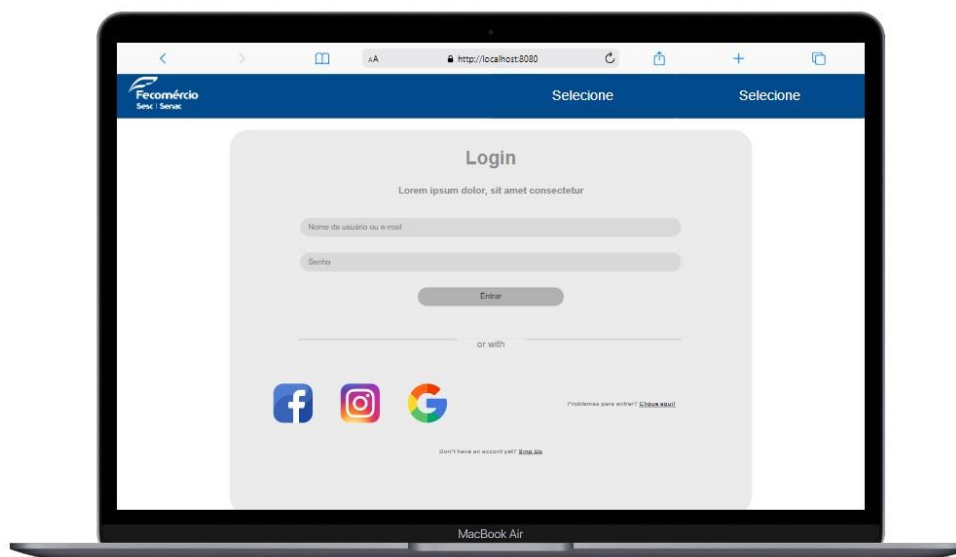 AA http://localhost:8080
Fecomércio
Sesc | Senac
Selecione Selecione
Login
Lorem ipsum dolor, sit amet consectetur
Nome de usuário ou e-mail
Senha
Entrar
or with
Problemas para entrar? Clique aqui!
Don't have an accont yet? Sing Up
MacBook Air